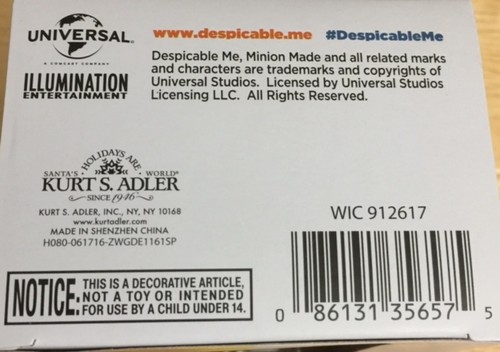 UNIVERSAL
A COMCAST COMPANY
ILLUMINATION
ENTERTAINMENT
www.despicable.me #DespicableMe
Despicable Me, Minion Made and all related marks
and characters are trademarks and copyrights of
Universal Studios. Licensed by Universal Studios
Licensing LLC. All Rights Reserved.
HOLIDAYS ARE
SANTA'S WORLD®
KURT S. ADLER
SINCE 1946
KURT S. ADLER, INC., NY, NY 10168
www.kurtadler.com
MADE IN SHENZHEN CHINA
H080-061716-ZWGDE1161SP
NOTICE: THIS IS A DECORATIVE ARTICLE,
NOT A TOY OR INTENDED
FOR USE BY A CHILD UNDER 14.
WIC 912617
0 86131 35657 5